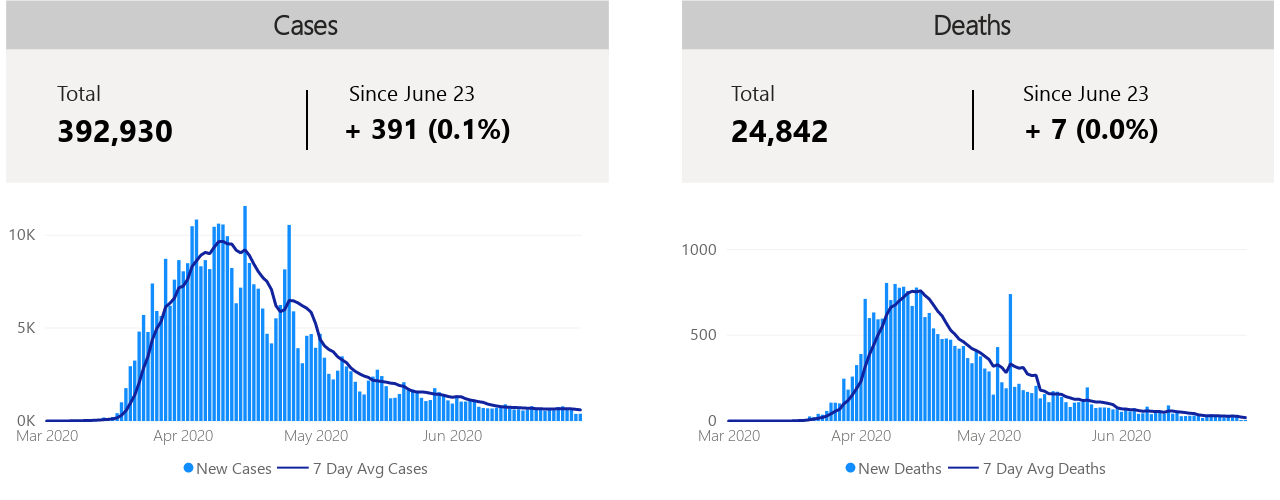 Cases
Total
392,930
Since June 23
+ 391 (0.1%)
10K
5K
0K
Mar 2020
Apr 2020
May 2020
Jun 2020
New Cases
7 Day Avg Cases
Deaths
Total
24,842
Since June 23
+ 7 (0.0%)
1000
500
0
Mar 2020
Apr 2020
May 2020
Jun 2020
New Deaths
7 Day Avg Deaths